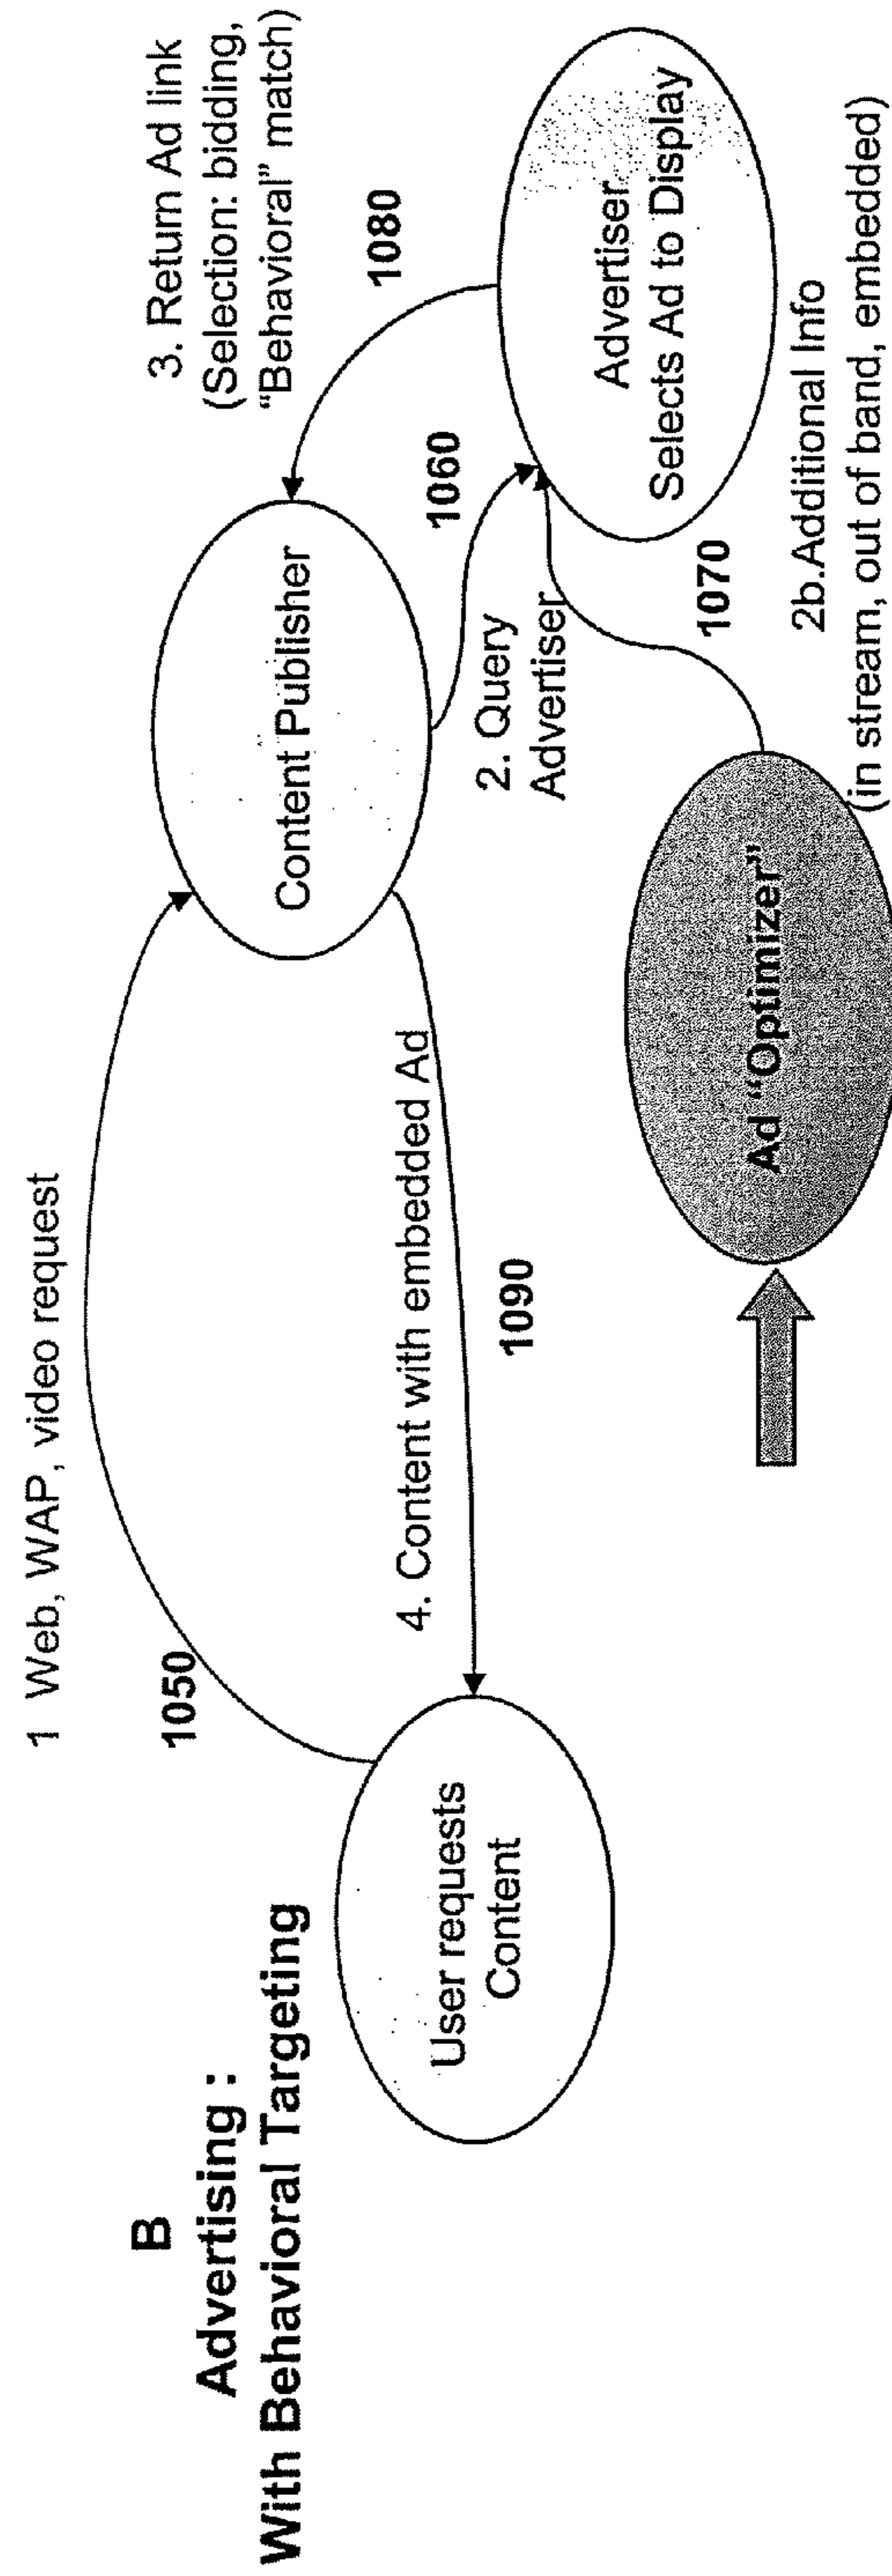 B
Advertising :
With Behavioral Targeting
1 Web, WAP, video request
1050
User requests
Content
4. Content with embedded Ad
1090
Content Publisher
2. Query
Advertiser
1060
3. Return Ad link
(Selection: bidding,
“Behavioral” match)
1080
Advertiser
Selects Ad to Display
1070
2b.Additional Info
(in stream, out of band, embedded)
Ad “Optimizer”